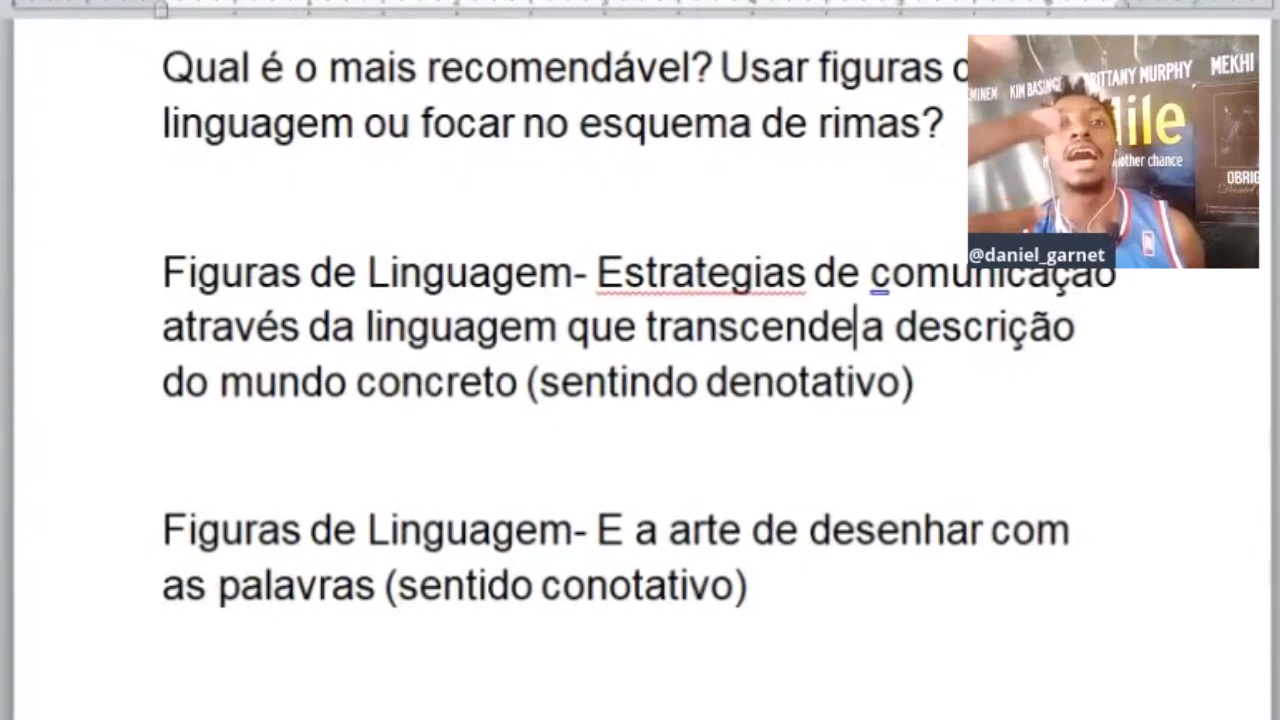 Qual é o mais recomendável? Usar figuras
linguagem ou focar no esquema de rimas?
EMINEM KIM BASINGER BRITTANY MURPHY MEKHI
Mile
another chance
OBRIG
@daniel_garnet
Figuras de Linguagem- Estrategias de comunicação
através da linguagem que transcende a descrição
do mundo concreto (sentindo denotativo)
Figuras de Linguagem- E a arte de desenhar com
as palavras (sentido conotativo)